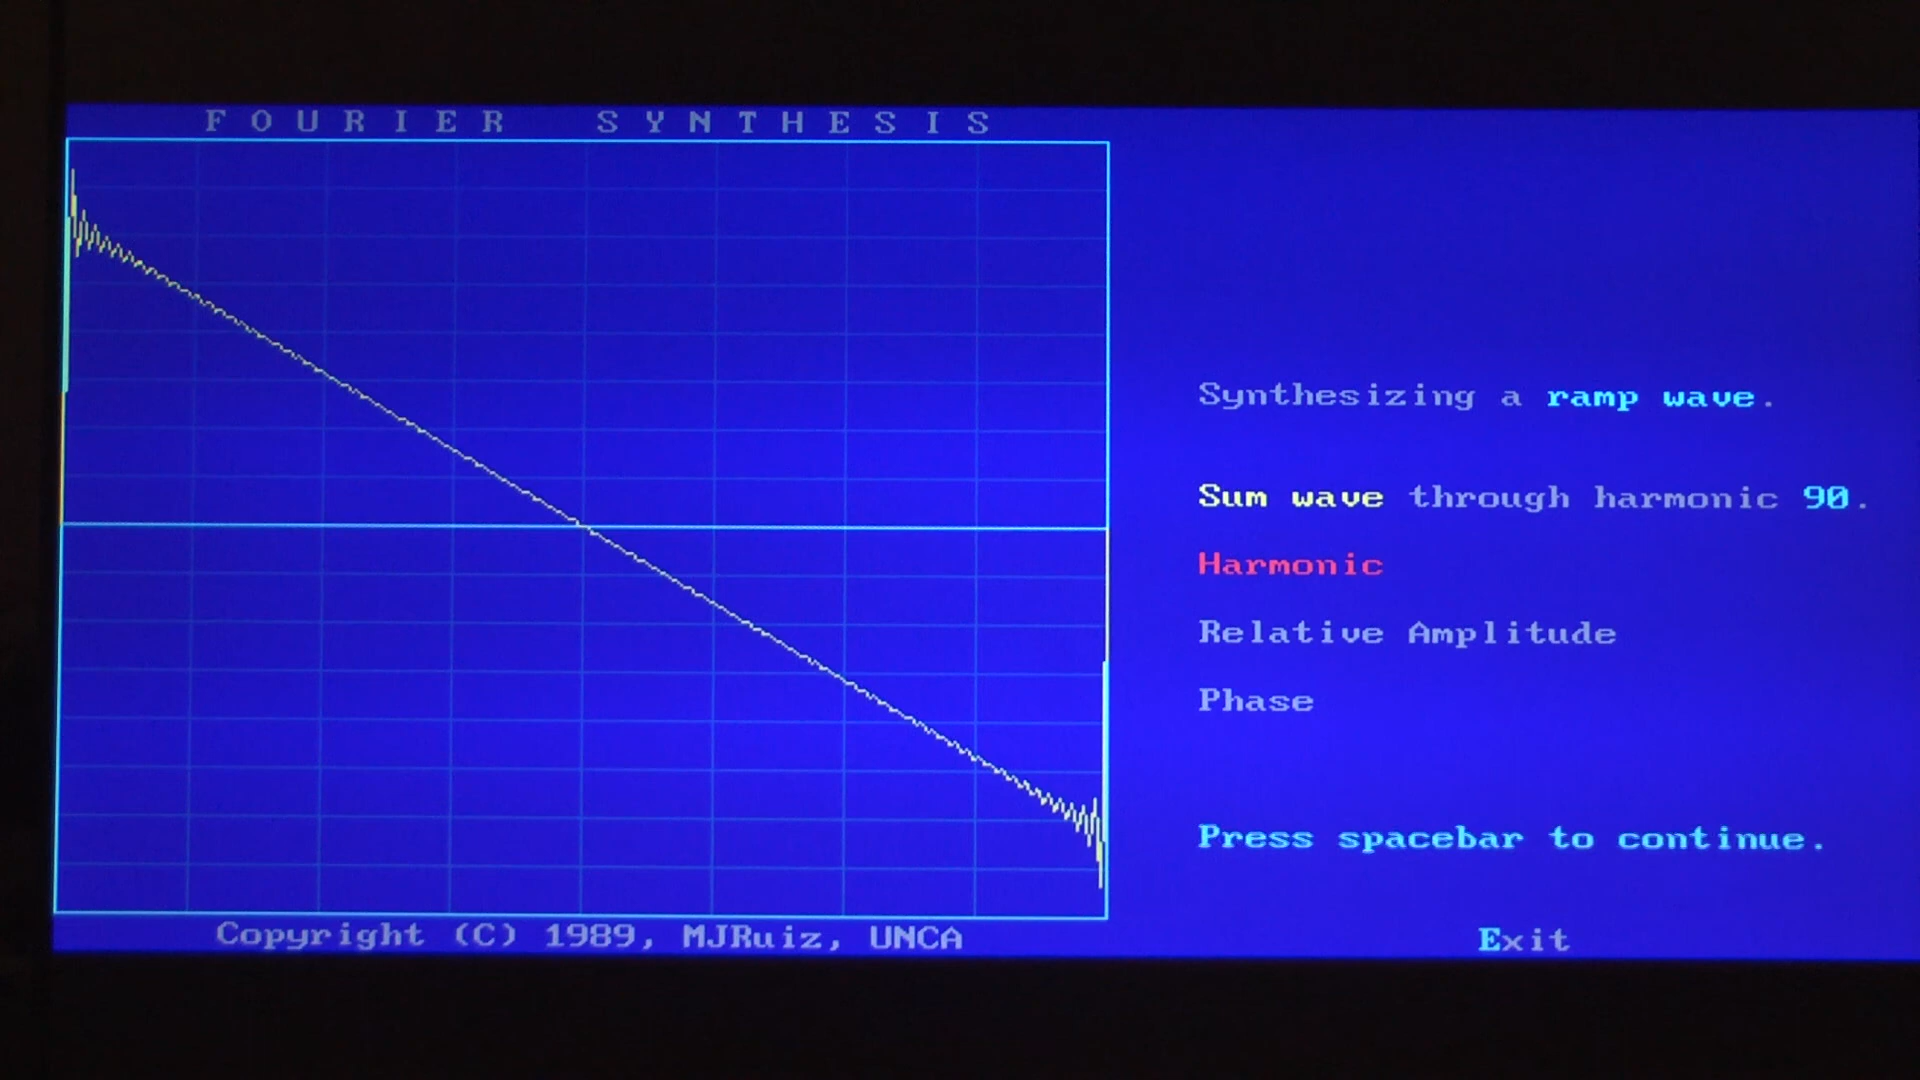 F O U R I E R   S Y N T H E S I S
Synthesizing a ramp wave.
Sum wave through harmonic 90.
Harmonic
Relative Amplitude
Phase
Press spacebar to continue.
Copyright (C) 1989, MJRuiz, UNCA
Exit